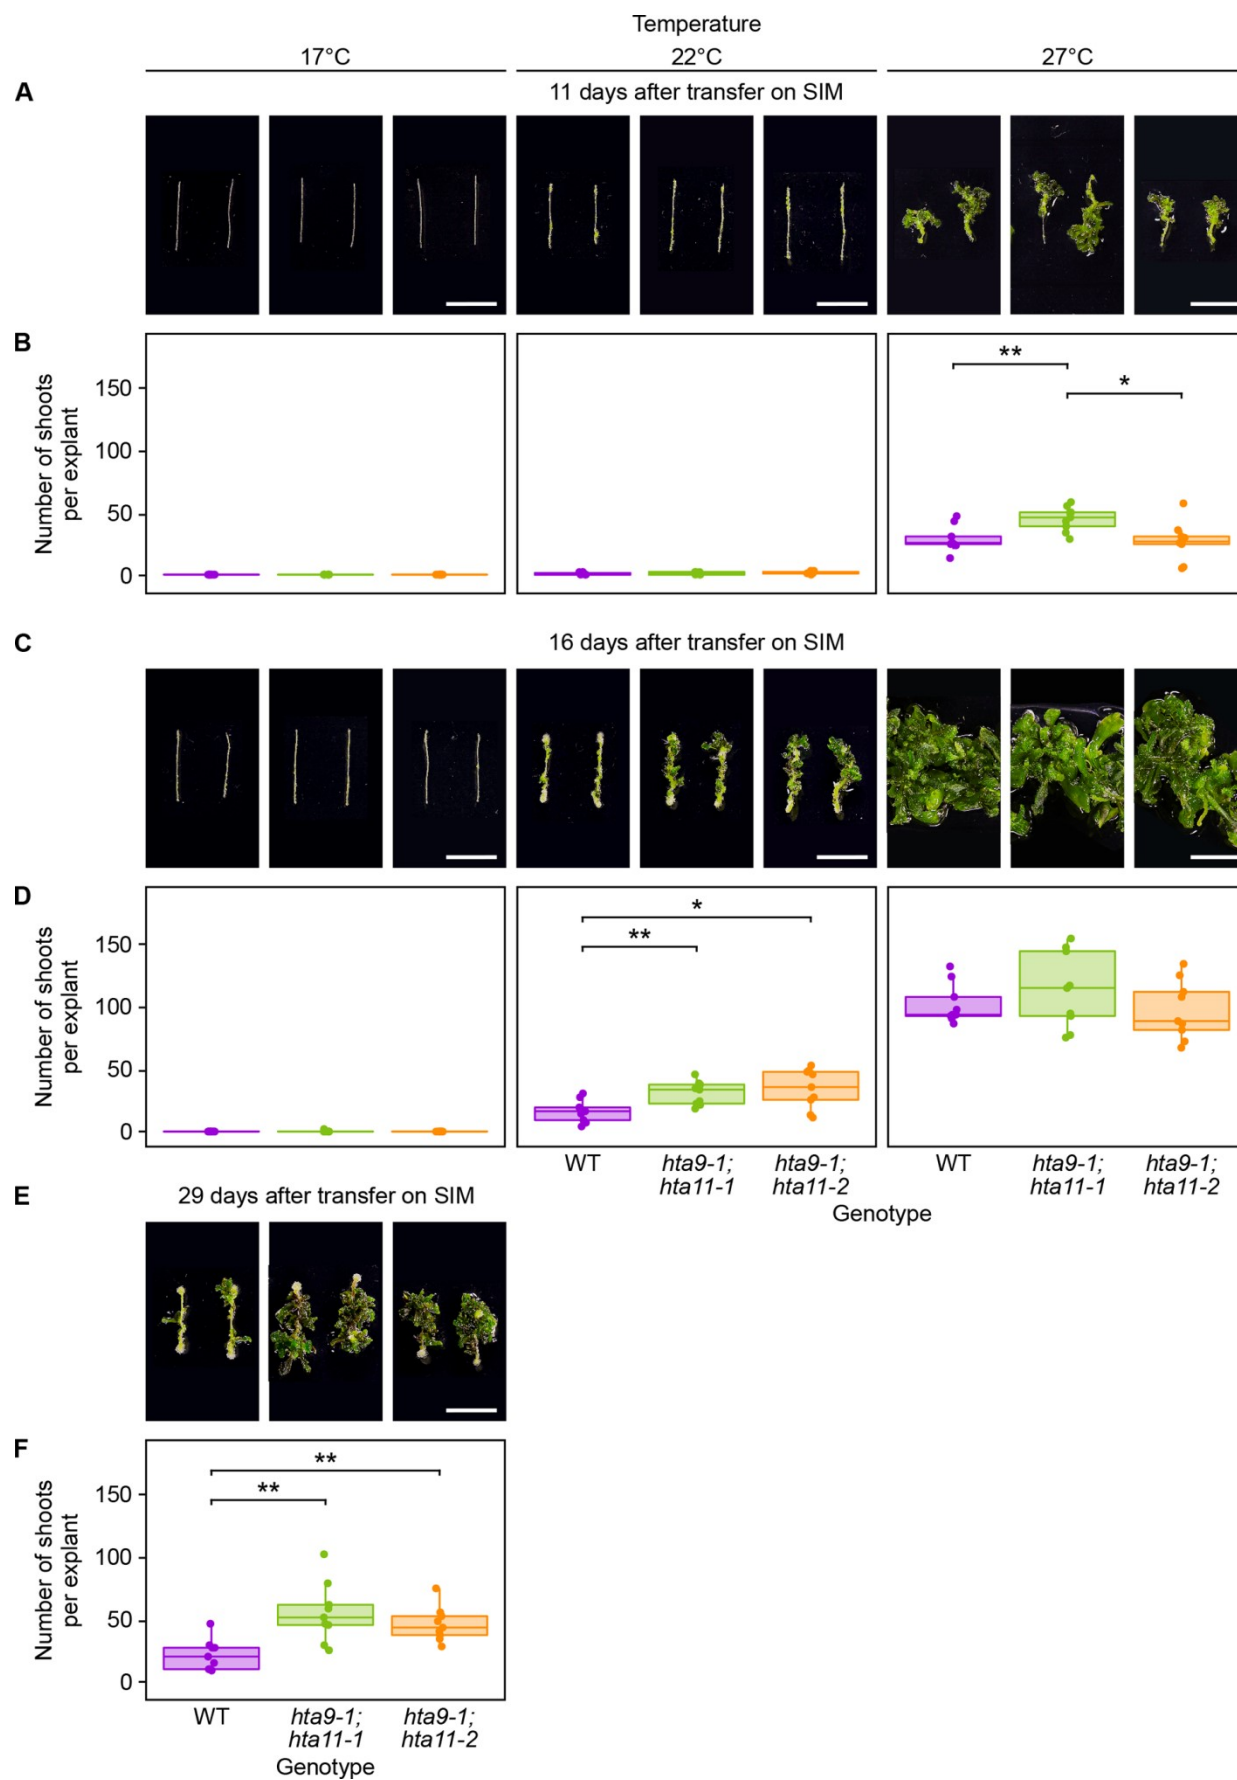 Temperature
17°C 22°C 27°C
A 11 days after transfer on SIM
B
Number of shoots
per explant
150
100
50
0
** *
C 16 days after transfer on SIM
D
Number of shoots
per explant
150
100
50
0
*
**
WT hta9-1; hta9-1; WT hta9-1; hta9-1;
hta11-1 hta11-2 hta11-1 hta11-2
Genotype
E 29 days after transfer on SIM
F
Number of shoots
per explant
150
100
50
0
**
**
WT hta9-1; hta9-1;
hta11-1 hta11-2
Genotype